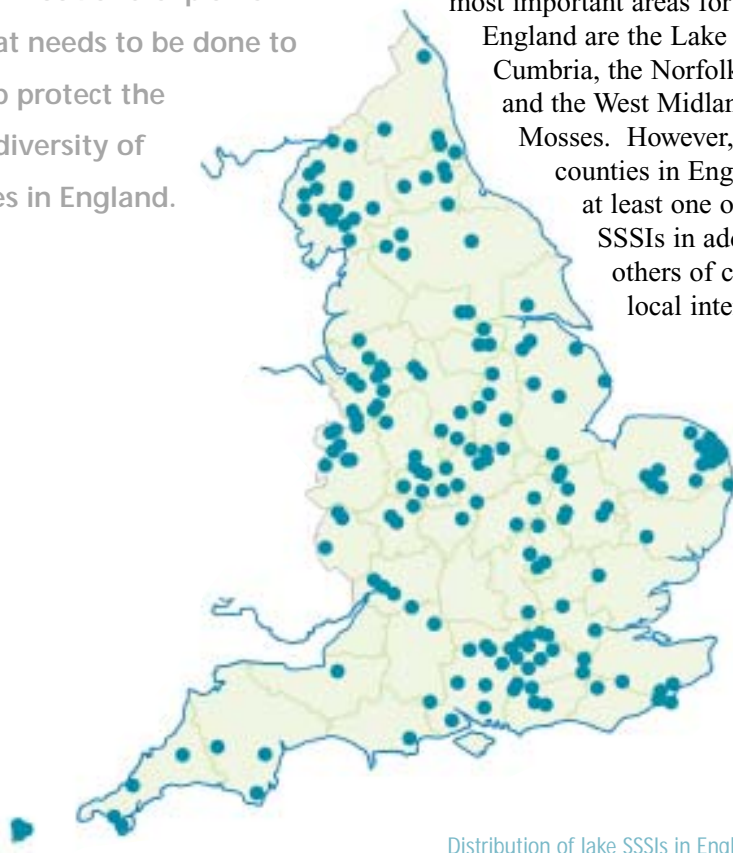 at needs to be done to
o protect the
diversity of
es in England.
most important areas for
England are the Lake
Cumbria, the Norfolk
and the West Midlan
Mosses. However,
counties in Eng
at least one o
SSSIs in add
others of c
local inte
Distribution of lake SSSIs in Engl